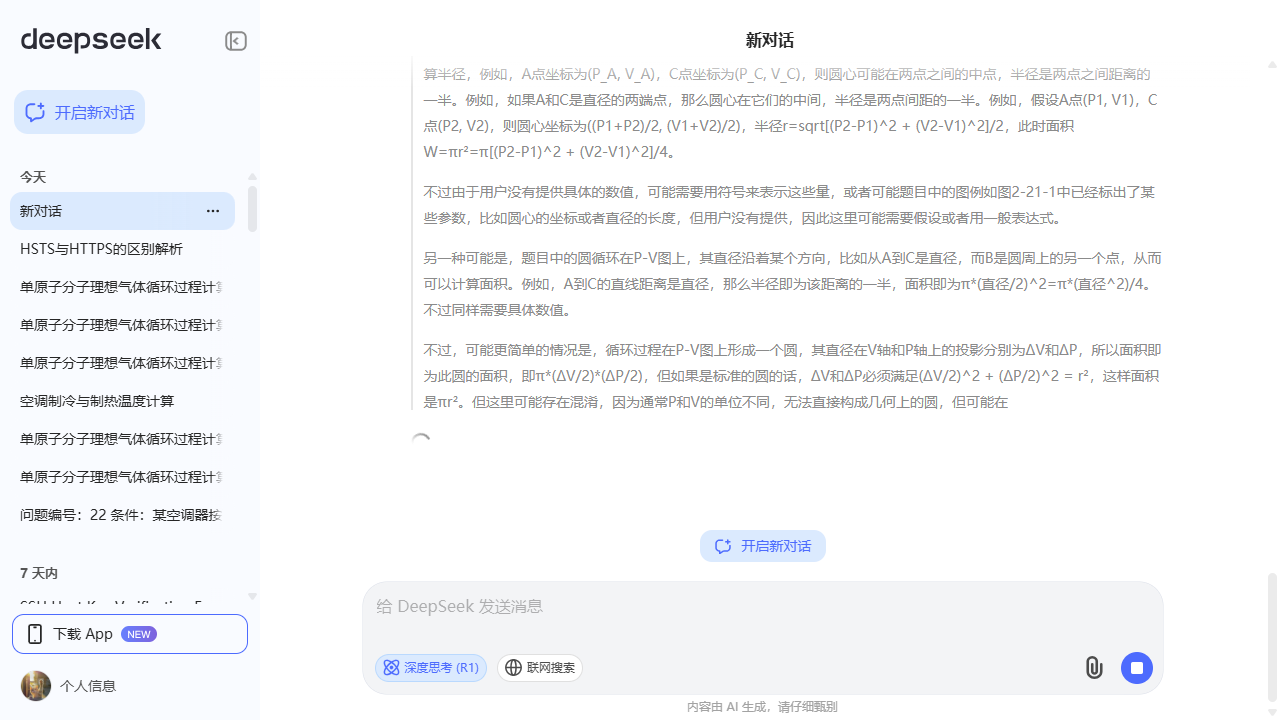 deepseek
开启新对话
今天
新对话
HSTS与HTTPS的区别解析
单原子分子理想气体循环过程计算
单原子分子理想气体循环过程计算
单原子分子理想气体循环过程计算
空调制冷与制热温度计算
单原子分子理想气体循环过程计算
单原子分子理想气体循环过程计算
问题编号：22 条件：某空调器按
7 天内
下载 App NEW
个人信息
新对话
算半径，例如，A点坐标为(P_A, V_A)，C点坐标为(P_C, V_C)，则圆心可能在两点之间的中点，半径是两点之间距离的
一半。例如，如果A和C是直径的两端点，那么圆心在它们的中间，半径是两点间距的一半。例如，假设A点(P1, V1)，C
点(P2, V2)，则圆心坐标为((P1+P2)/2, (V1+V2)/2)，半径r=sqrt[(P2-P1)^2 + (V2-V1)^2]/2，此时面积
W=πr²=π[(P2-P1)^2 + (V2-V1)^2]/4。
不过由于用户没有提供具体的数值，可能需要用符号来表示这些量，或者可能题目中的图例如图2-21-1中已经标出了某
些参数，比如圆心的坐标或者直径的长度，但用户没有提供，因此这里可能需要假设或者用一般表达式。
另一种可能是，题目中的圆循环在P-V图上，其直径沿着某个方向，比如从A到C是直径，而B是圆周上的另一个点，从而
可以计算面积。例如，A到C的直线距离是直径，那么半径即为该距离的一半，面积即为π*(直径/2)^2=π*(直径^2)/4。
不过同样需要具体数值。
不过，可能更简单的情况是，循环过程在P-V图上形成一个圆，其直径在V轴和P轴上的投影分别为ΔV和ΔP，所以面积即
为此圆的面积，即π*(ΔV/2)*(ΔP/2)，但如果是标准的圆的话，ΔV和ΔP必须满足(ΔV/2)^2 + (ΔP/2)^2 = r²，这样面积
是πr²。但这里可能存在混淆，因为通常P和V的单位不同，无法直接构成几何上的圆，但可能在
开启新对话
给 DeepSeek 发送消息
深度思考 (R1)
联网搜索
内容由 AI 生成，请仔细甄别